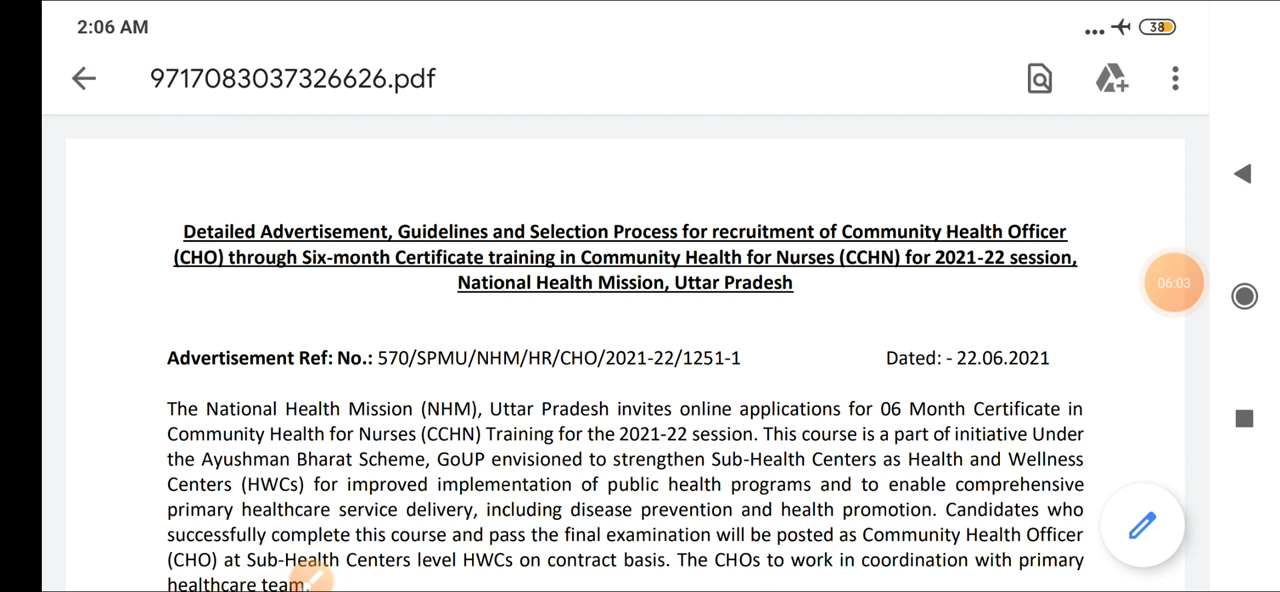 2:06 AM
38
9717083037326626.pdf
Detailed Advertisement, Guidelines and Selection Process for recruitment of Community Health Officer
(CHO) through Six-month Certificate training in Community Health for Nurses (CCHN) for 2021-22 session,
National Health Mission, Uttar Pradesh
06:03
Advertisement Ref: No.: 570/SPMU/NHM/HR/CHO/2021-22/1251-1 Dated: - 22.06.2021
The National Health Mission (NHM), Uttar Pradesh invites online applications for 06 Month Certificate in
Community Health for Nurses (CCHN) Training for the 2021-22 session. This course is a part of initiative Under
the Ayushman Bharat Scheme, GoUP envisioned to strengthen Sub-Health Centers as Health and Wellness
Centers (HWCs) for improved implementation of public health programs and to enable comprehensive
primary healthcare service delivery, including disease prevention and health promotion. Candidates who
successfully complete this course and pass the final examination will be posted as Community Health Officer
(CHO) at Sub-Health Centers level HWCs on contract basis. The CHOs to work in coordination with primary
healthcare team.